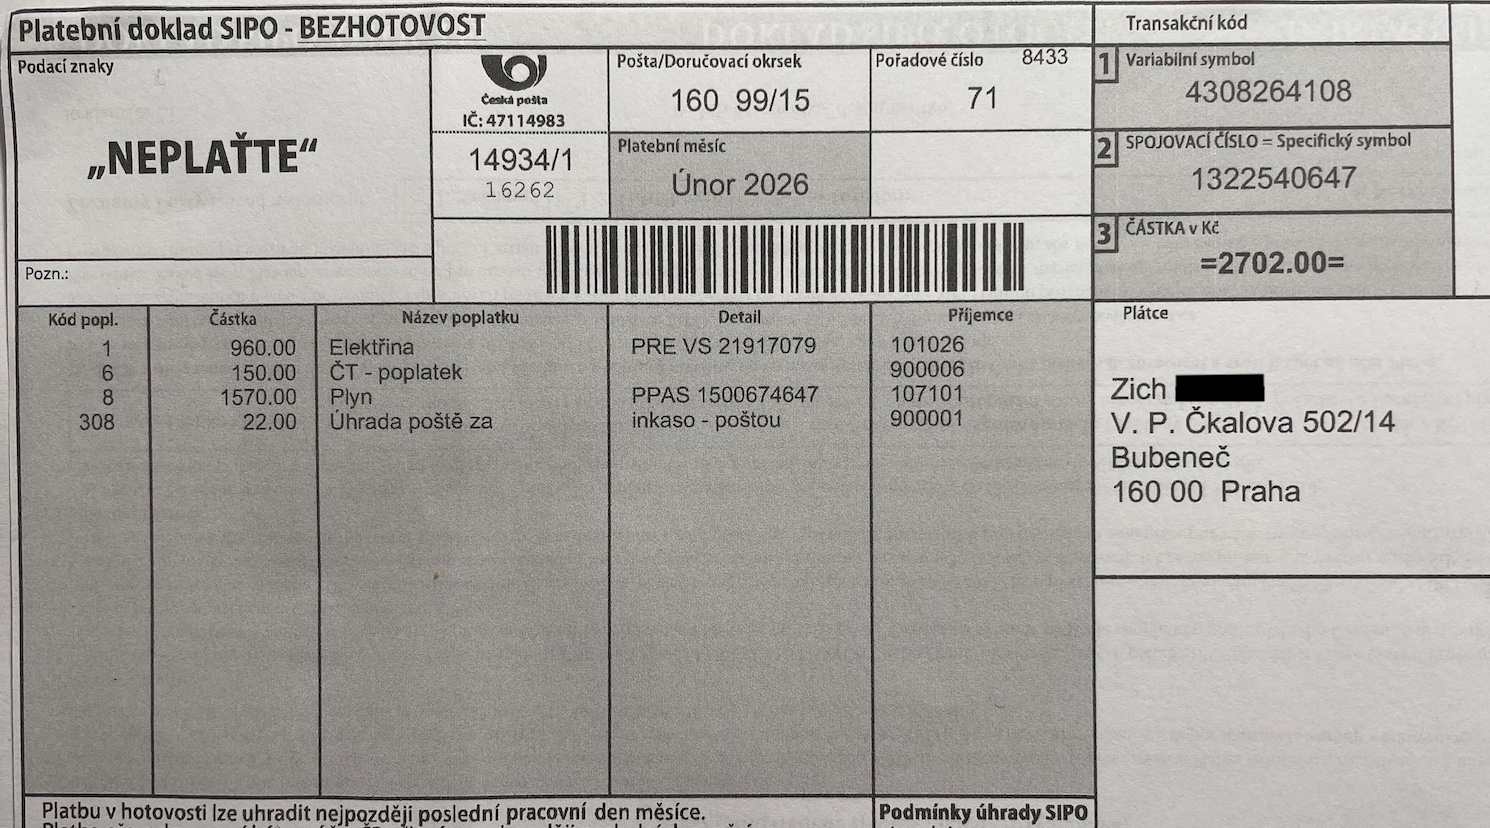 Platební doklad SIPO - BEZHOTOVOST
Podací znaky
„NEPLAŤTE“
Pozn.:
Česká pošta
IČ: 47114983
14934/1
16262
Pošta/Doručovací okrsek
160 99/15
Pořadové číslo 8433
71
Platební měsíc
Únor 2026
Transakční kód
1 Variabilní symbol
4308264108
2 SPOJOVACÍ ČÍSLO = Specifický symbol
1322540647
3 ČÁSTKA v Kč
=2702.00=
Kód popl. Částka Název poplatku Detail Příjemce
1 960.00 Elektřina PRE VS 21917079 101026
6 150.00 ČT - poplatek 900006
8 1570.00 Plyn PPAS 1500674647 107101
308 22.00 Úhrada poště za inkaso - poštou 900001
Plátce
Zich
V. P. Čkalova 502/14
Bubeneč
160 00 Praha
Platbu v hotovosti lze uhradit nejpozději poslední pracovní den měsíce.
Podmínky úhrady SIPO